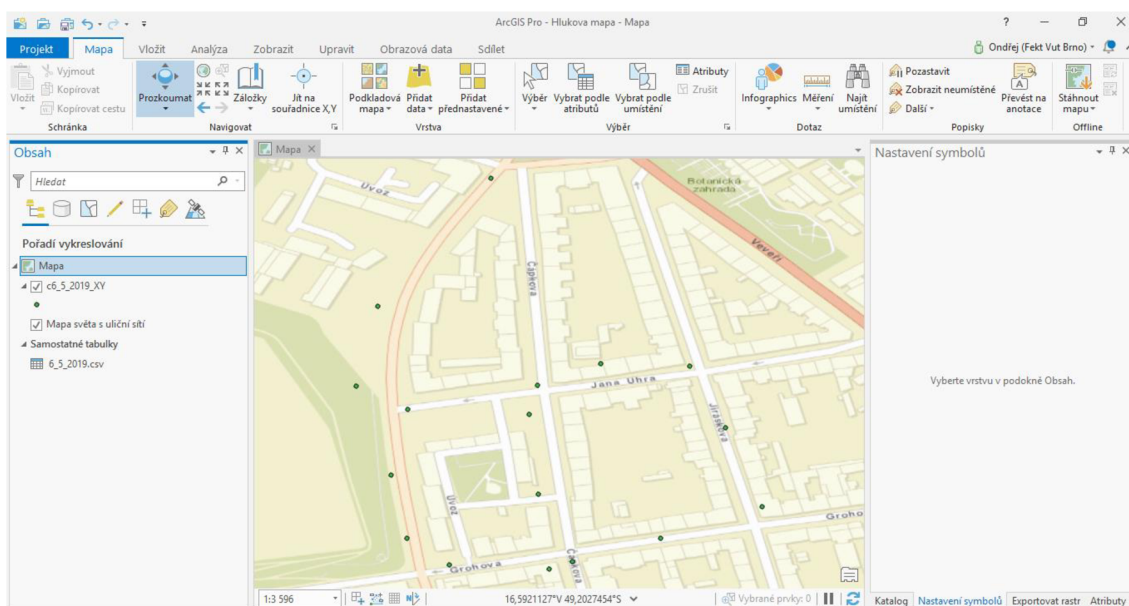 ArcGIS Pro - Hlukova mapa - Mapa
?
Projekt Mapa Vložit Analýza Zobrazit Upravit Obrazová data Sdílet
Ondřej (Fekt Vut Brno)
Vložit
Vyjmout
Kopírovat
Kopírovat cestu
Schránka
Prozkoumat
Záložky
Jít na
souřadnice X,Y
Navigovat
Podkladová
mapa
Přidat
data
Přidat
přednastavené
Vrstva
Výběr
Vybrat podle
atributů
Vybrat podle
umístění
Atributy
Zrušit
Výběr
Infographics
Měření
Najít
umístění
Dotaz
Pozastavit
Zobrazit neumístěné
Další
Převést na
anotace
Popisky
Stáhnout
mapu
Offline
Obsah
Hledat
Pořadí vykreslování
Mapa
c6_5_2019_XY
Mapa světa s uliční sítí
Samostatné tabulky
6_5_2019.csv
Mapa
Úvoz
Botanická
zahrada
Veveří
Čápkova
Jana Uhra
Jiráskova
Úvoz
Groho
Grohova
Čápkova
1:3 596
16,5921127°V 49,2027454°S
Vybrané prvky: 0
Nastavení symbolů
Vyberte vrstvu v podokně Obsah.
Katalog Nastavení symbolů Exportovat rastr Atributy